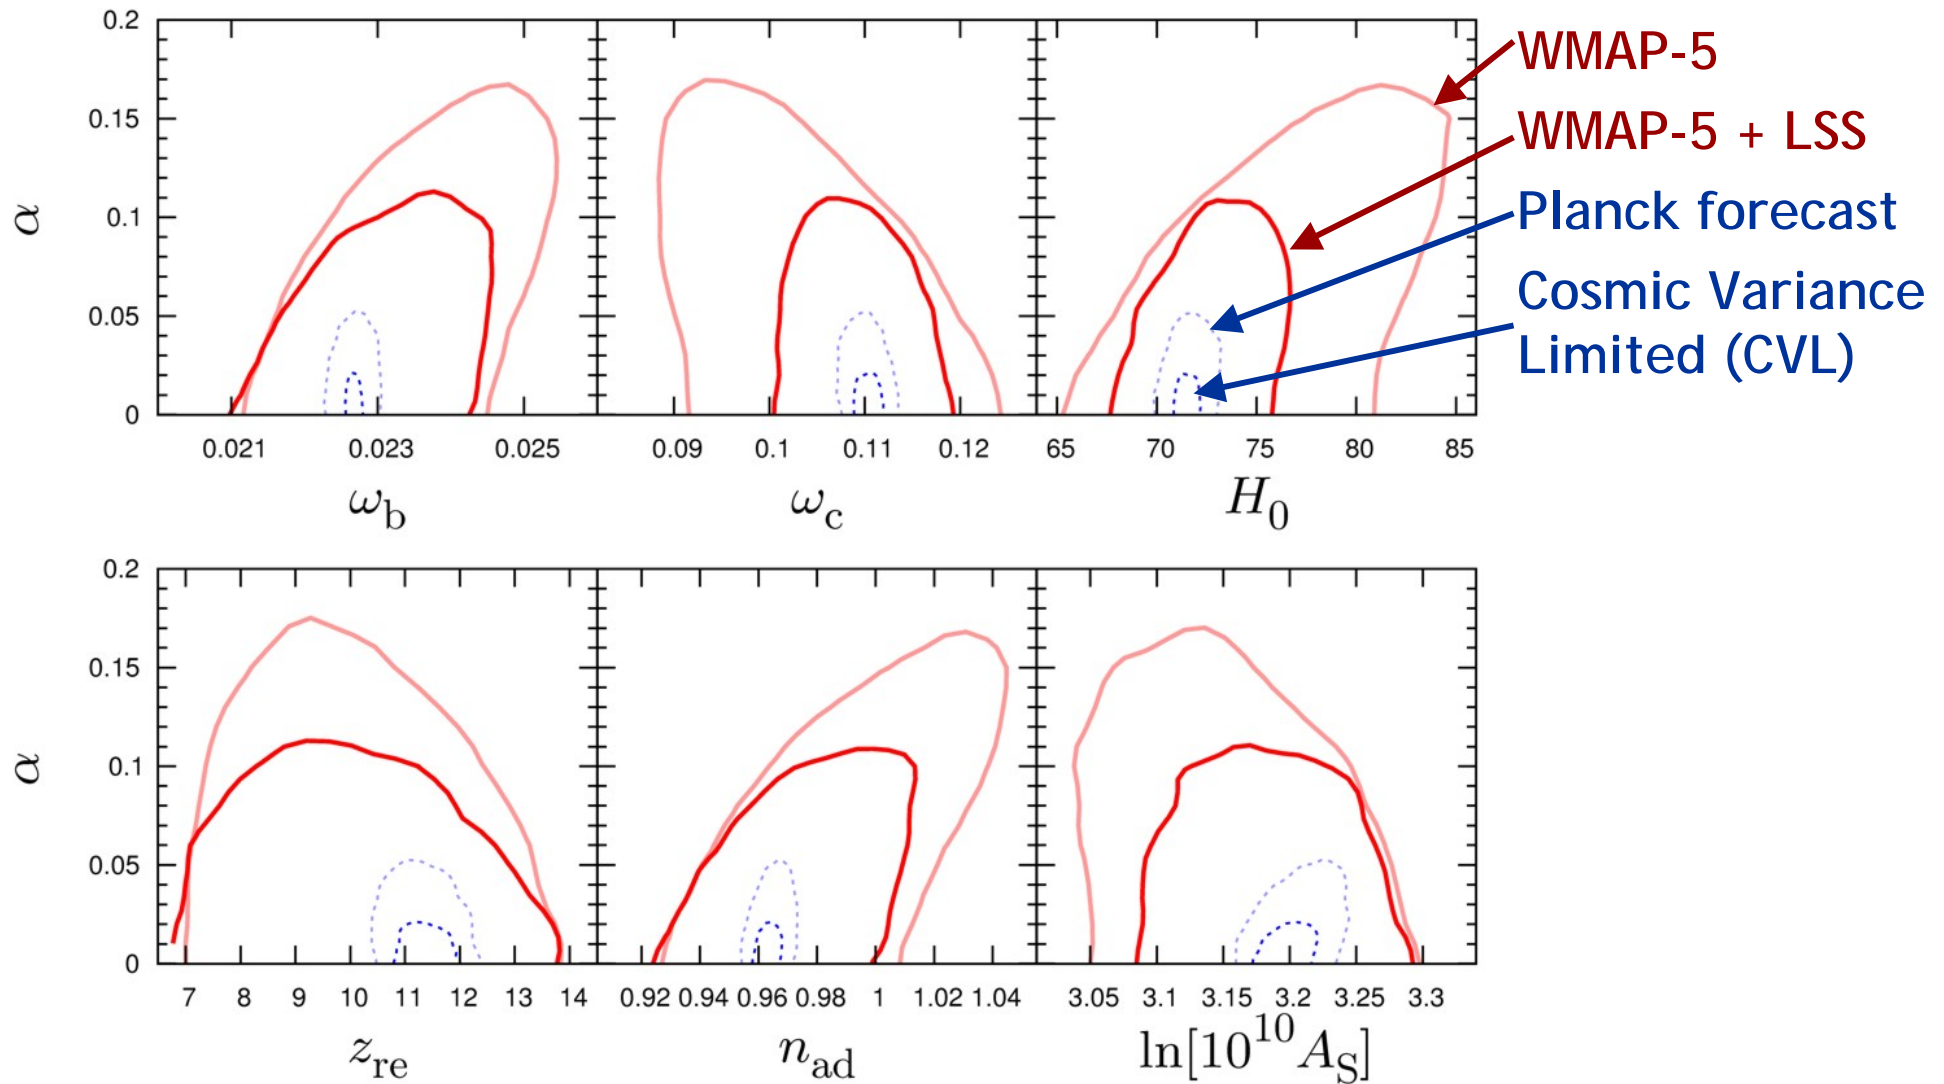 0.2
0.15
α
0.1
0.05
0
0.021 0.023 0.025 0.09 0.1 0.11 0.12 65 70 75 80 85
ω_b ω_c H_0
WMAP-5
WMAP-5 + LSS
Planck forecast
Cosmic Variance
Limited (CVL)
0.2
0.15
α
0.1
0.05
0
7 8 9 10 11 12 13 14 0.92 0.94 0.96 0.98 1 1.02 1.04 3.05 3.1 3.15 3.2 3.25 3.3
z_re n_ad ln[10^10 A_S]